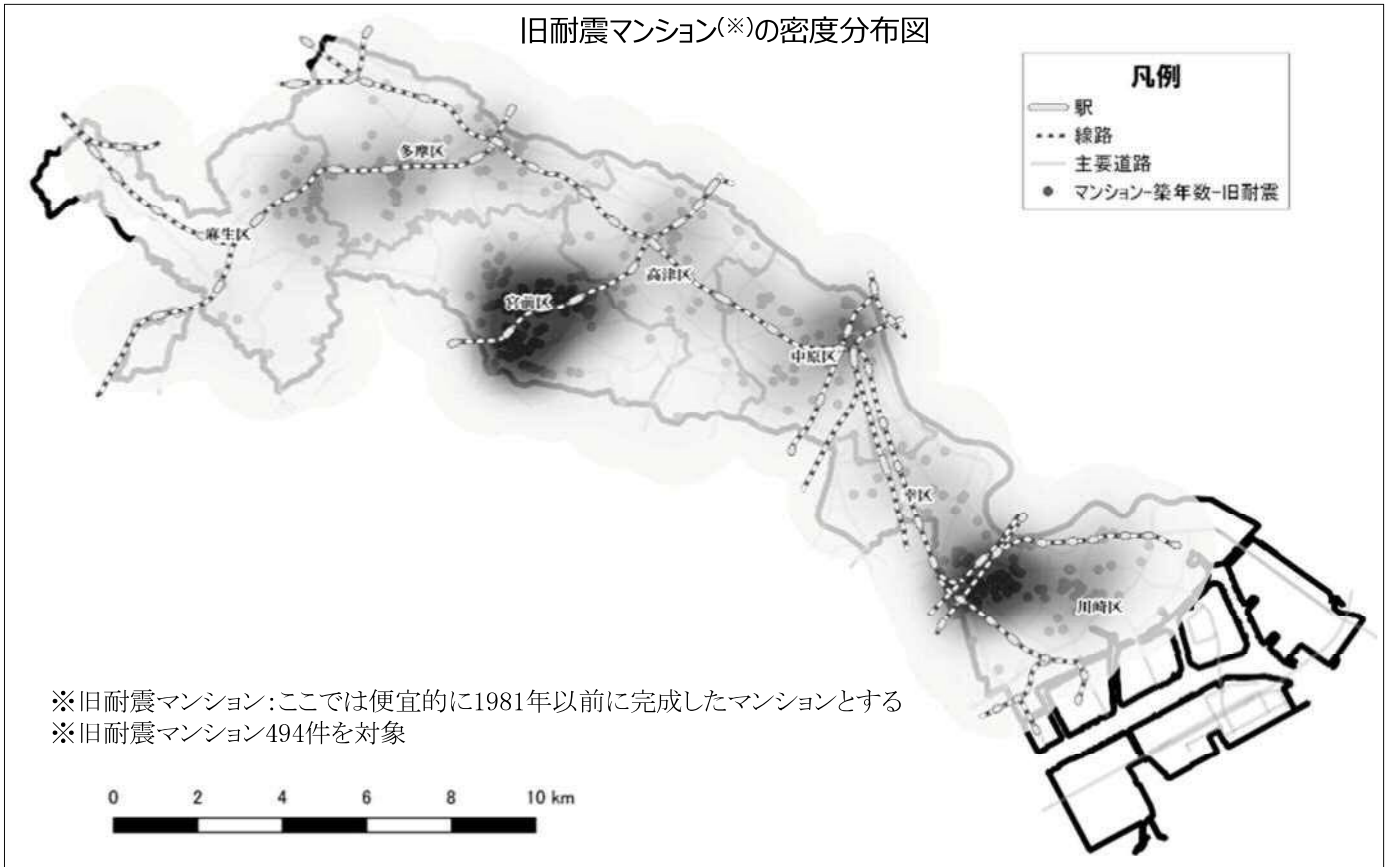 旧耐震マンション(※)の密度分布図
凡例
駅
線路
主要道路
マンション-築年数-旧耐震
多摩区
麻生区
高津区
宮前区
中原区
幸区
川崎区
※旧耐震マンション:ここでは便宜的に1981年以前に完成したマンションとする
※旧耐震マンション494件を対象
0 2 4 6 8 10 km